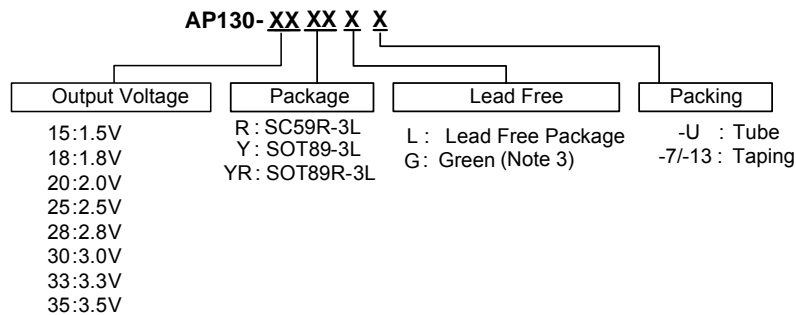 AP130- XX XX X X
Output Voltage
15:1.5V
18:1.8V
20:2.0V
25:2.5V
28:2.8V
30:3.0V
33:3.3V
35:3.5V
Package
R : SC59R-3L
Y : SOT89-3L
YR : SOT89R-3L
Lead Free
L : Lead Free Package
G : Green (Note 3)
Packing
-U : Tube
-7/-13 : Taping